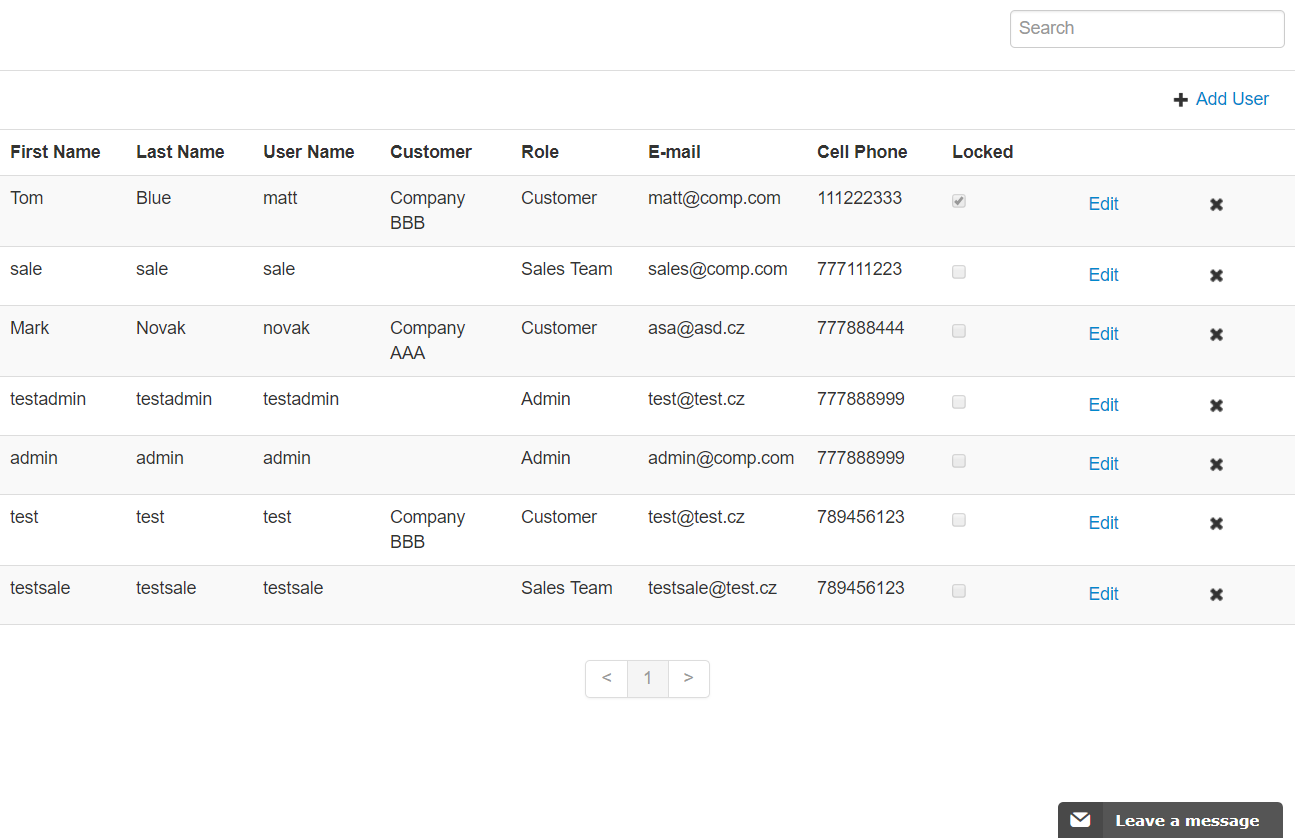 Search
Add User
First Name Last Name User Name Customer Role E-mail Cell Phone Locked
Tom Blue matt Company Customer matt@comp.com 111222333 Edit
BBB
sale sale sale Sales Team sales@comp.com 777111223 Edit
Mark Novak novak Company Customer asa@asd.cz 777888444 Edit
AAA
testadmin testadmin testadmin Admin test@test.cz 777888999 Edit
admin admin admin Admin admin@comp.com 777888999 Edit
test test test Company Customer test@test.cz 789456123 Edit
BBB
testsale testsale testsale Sales Team testsale@test.cz 789456123 Edit
< 1 >
Leave a message